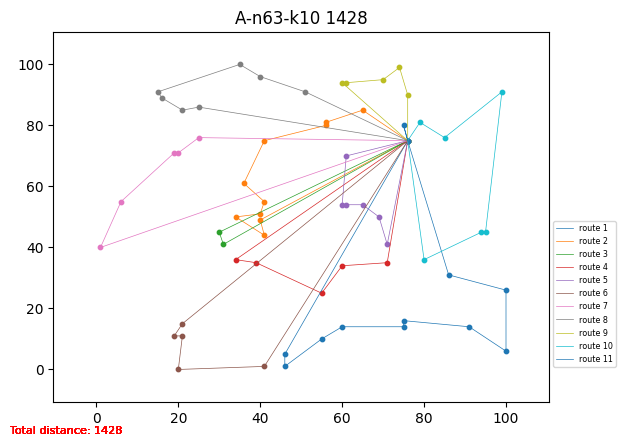 A-n63-k10 1428
100
80
60
40
20
0
0 20 40 60 80 100
route 1
route 2
route 3
route 4
route 5
route 6
route 7
route 8
route 9
route 10
route 11
Total distance: 1428